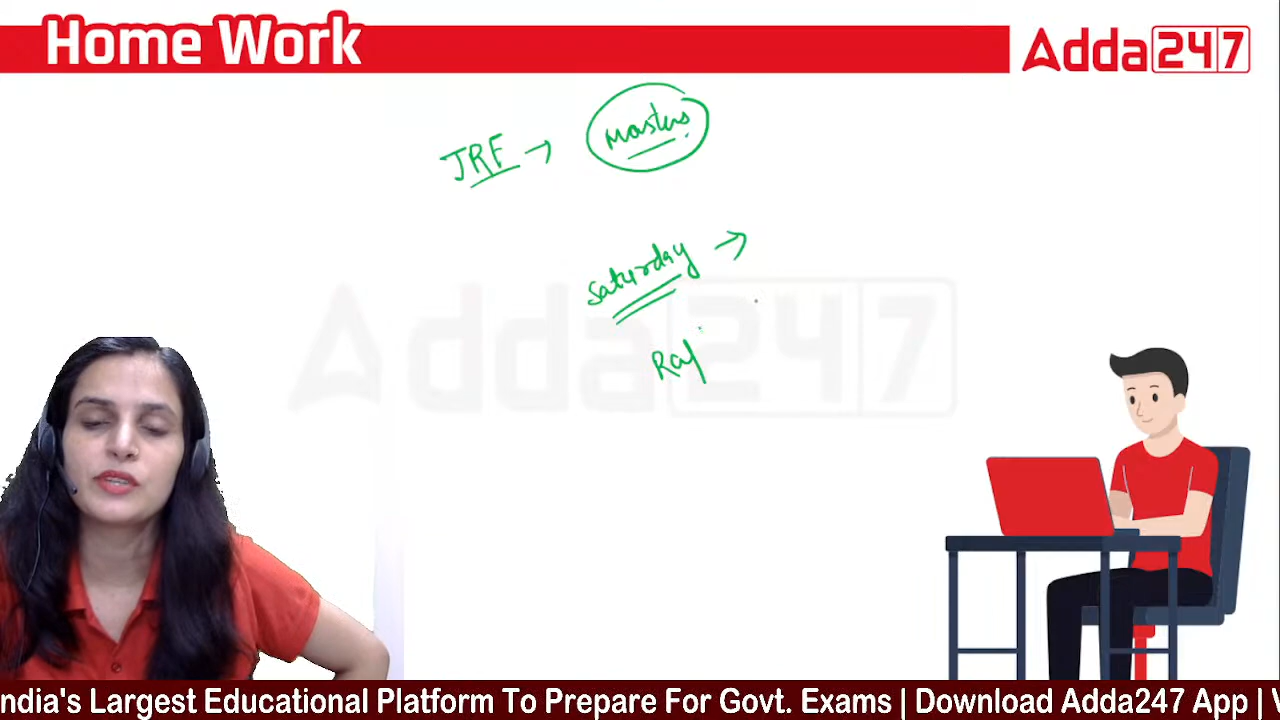 Home Work
Adda247
JRF → Masters
Saturday →
Raj
Adda247
ndia's Largest Educational Platform To Prepare For Govt. Exams | Download Adda247 App | V